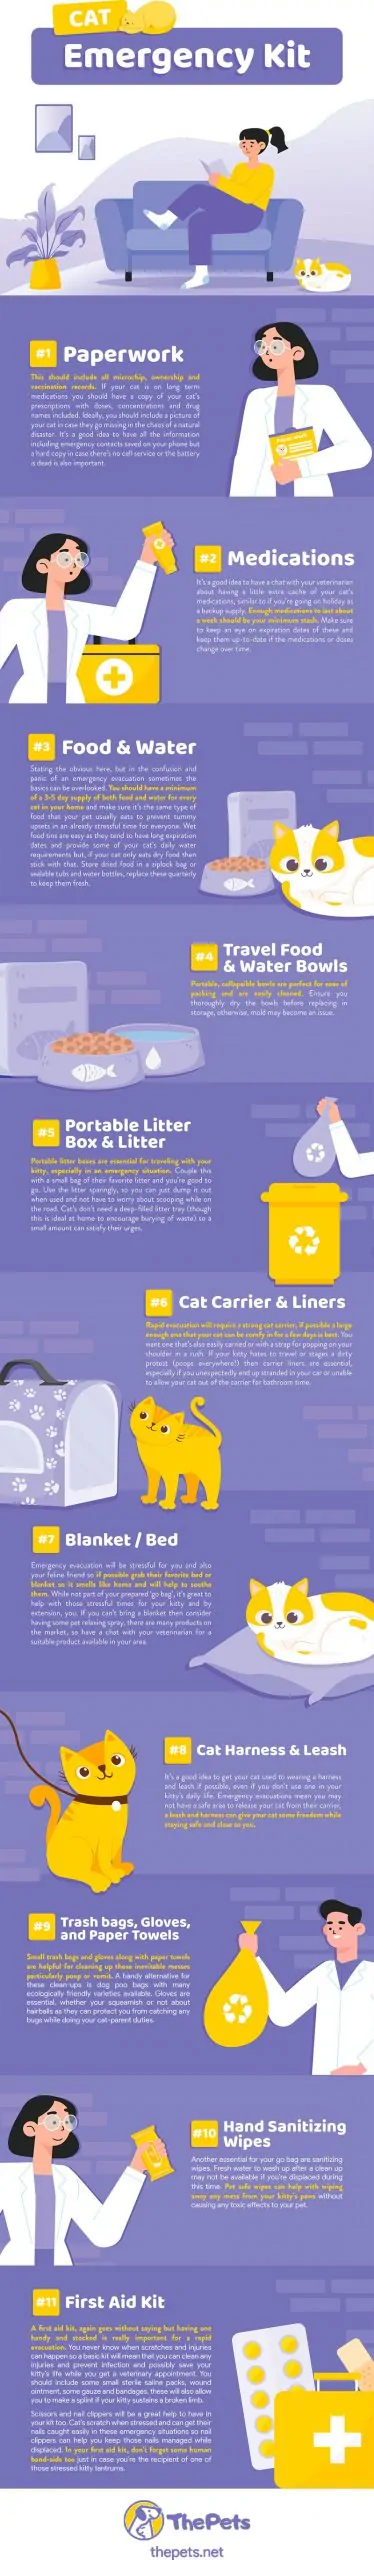 CAT
Emergency Kit
#1 Paperwork
This should include all microchip, ownership and
vaccination records. If your cat is on long term
medications you should have a copy of your cat's
prescriptions with doses, concentrations and drug
names included. Ideally, you should include a picture of
your cat in case they go missing in the chaos of a natural
disaster. It's a good idea to have all the information
including emergency contacts saved on your phone but
a hard copy in case there's no cell service or the battery
is dead is also important.
#2 Medications
It's a good idea to have a chat with your veterinarian
about having a little extra cache of your cat's
medications, similar to if you're going on holiday as
a backup supply. Enough medications to last about
a week should be your minimum stash. Make sure
to keep an eye on expiration dates of these and
keep them up-to-date if the medications or doses
change over time.
#3 Food & Water
Stating the obvious here, but in the confusion and
panic of an emergency evacuation sometimes the
basics can be overlooked. You should have a minimum
of a 3-5 day supply of both food and water for every
cat in your home and make sure it's the same type of
food that your pet usually eats to prevent tummy
upsets in an already stressful time for everyone. Wet
food tins are easy as they tend to have long expiration
dates and provide some of your cat's daily water
requirements but, if your cat only eats dry food then
stick with that. Store dried food in a ziplock bag or
sealable tubs and water bottles, replace these quarterly
to keep them fresh.
#4 Travel Food
& Water Bowls
Portable, collapsible bowls are perfect for ease of
packing and are easily cleaned. Ensure you
thoroughly dry the bowls before replacing in
storage, otherwise, mold may become an issue.
#5 Portable Litter
Box & Litter
Portable litter boxes are essential for traveling with your
kitty, especially in an emergency situation. Couple this
with a small bag of their favorite litter and you're good to
go. Use the litter sparingly, so you can just dump it out
when used and not have to worry about scooping while on
the road. Cat's don't need a deep-filled litter tray (though
this is ideal at home to encourage burying of waste) so a
small amount can satisfy their urges.
#6 Cat Carrier & Liners
Rapid evacuation will require a strong cat carrier, if possible a large
enough one that your cat can be comfy in for a few days is best. You
want one that's also easily carried or with a strap for popping on your
shoulder in a rush. If your kitty hates to travel or stages a dirty
protest (poops everywhere!) then carrier liners are essential,
especially if you unexpectedly end up stranded in your car or unable
to allow your cat out of the carrier for bathroom time.
#7 Blanket / Bed
Emergency evacuation will be stressful for you and also
your feline friend so if possible grab their favorite bed or
blanket so it smells like home and will help to soothe
them. While not part of your prepared 'go bag', it's great to
help with those stressful times for your kitty and by
extension, you. If you can't bring a blanket then consider
having some pet relaxing spray, there are many products on
the market, so have a chat with your veterinarian for a
suitable product available in your area.
#8 Cat Harness & Leash
It's a good idea to get your cat used to wearing a harness
and leash if possible, even if you don't use one in your
kitty's daily life. Emergency evacuations mean you may
not have a safe area to release your cat from their carrier,
a leash and harness can give your cat some freedom while
staying safe and close to you.
#9 Trash bags, Gloves,
and Paper Towels
Small trash bags and gloves along with paper towels
are helpful for cleaning up those inevitable messes
particularly poop or vomit. A handy alternative for
these clean-ups is dog poo bags with many
ecologically friendly varieties available. Gloves are
essential, whether your squeamish or not about
hairballs as they can protect you from catching any
bugs while doing your cat-parent duties.
#10 Hand Sanitizing
Wipes
Another essential for your go bag are sanitizing
wipes. Fresh water to wash up after a clean up
may not be available if you're displaced during
this time. Pet safe wipes can help with wiping
away any mess from your kitty's paws without
causing any toxic effects to your pet.
#11 First Aid Kit
A first aid kit, again goes without saying but having one
handy and stocked is really important for a rapid
evacuation. You never know when scratches and injuries
can happen so a basic kit will mean that you can clean any
injuries and prevent infection and possibly save your
kitty's life while you get a veterinary appointment. You
should include some small sterile saline packs, wound
ointment, some gauze and bandages, these will also allow
you to make a splint if your kitty sustains a broken limb.
Scissors and nail clippers will be a great help to have in
your kit too. Cat's scratch when stressed and can get their
nails caught easily in these emergency situations so nail
clippers can help you keep those nails managed while
displaced. In your first aid kit, don't forget some human
band-aids too just in case you're the recipient of one of
those stressed kitty tantrums.
ThePets
thepets.net